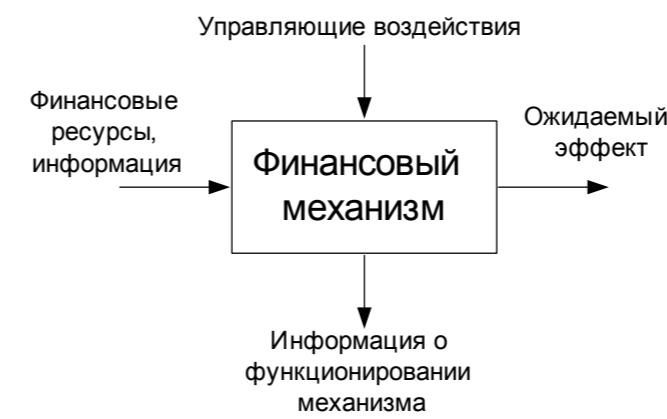 Управляющие воздействия
Финансовые
ресурсы,
информация
Финансовый
механизм
Ожидаемый
эффект
Информация о
функционировании
механизма